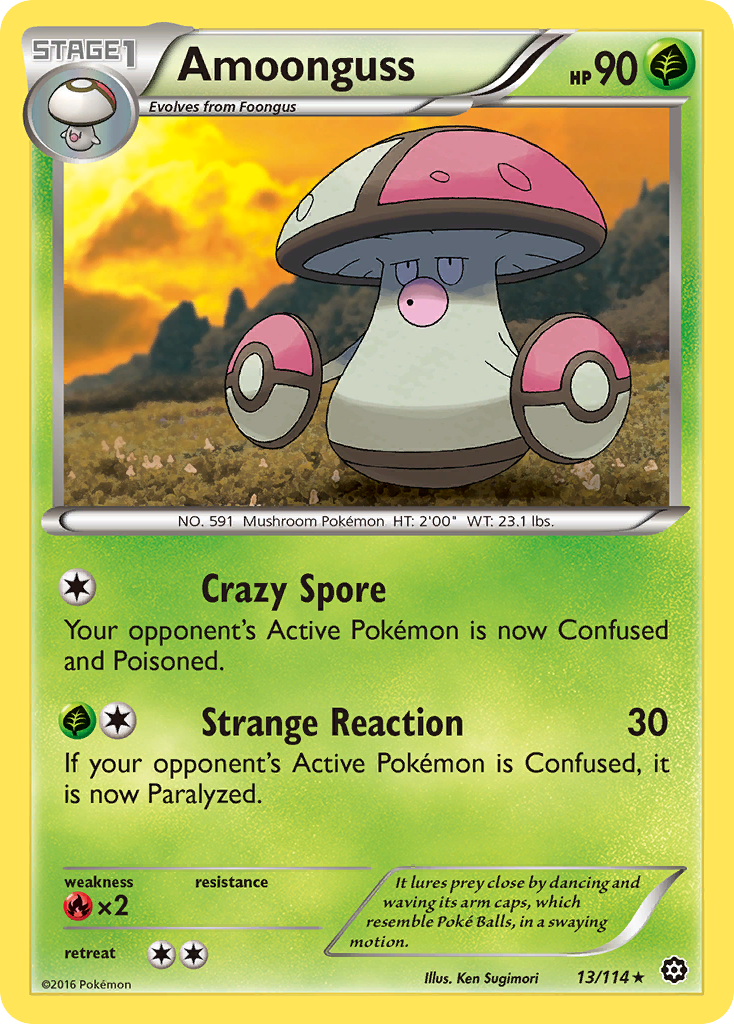 STAGE1
Amoonguss
HP90
Evolves from Foongus
NO. 591 Mushroom Pokémon HT: 2'00" WT: 23.1 lbs.
Crazy Spore
Your opponent's Active Pokémon is now Confused
and Poisoned.
Strange Reaction 30
If your opponent's Active Pokémon is Confused, it
is now Paralyzed.
weakness resistance
×2
It lures prey close by dancing and
waving its arm caps, which
resemble Poké Balls, in a swaying
motion.
retreat
©2016 Pokémon
Illus. Ken Sugimori 13/114★